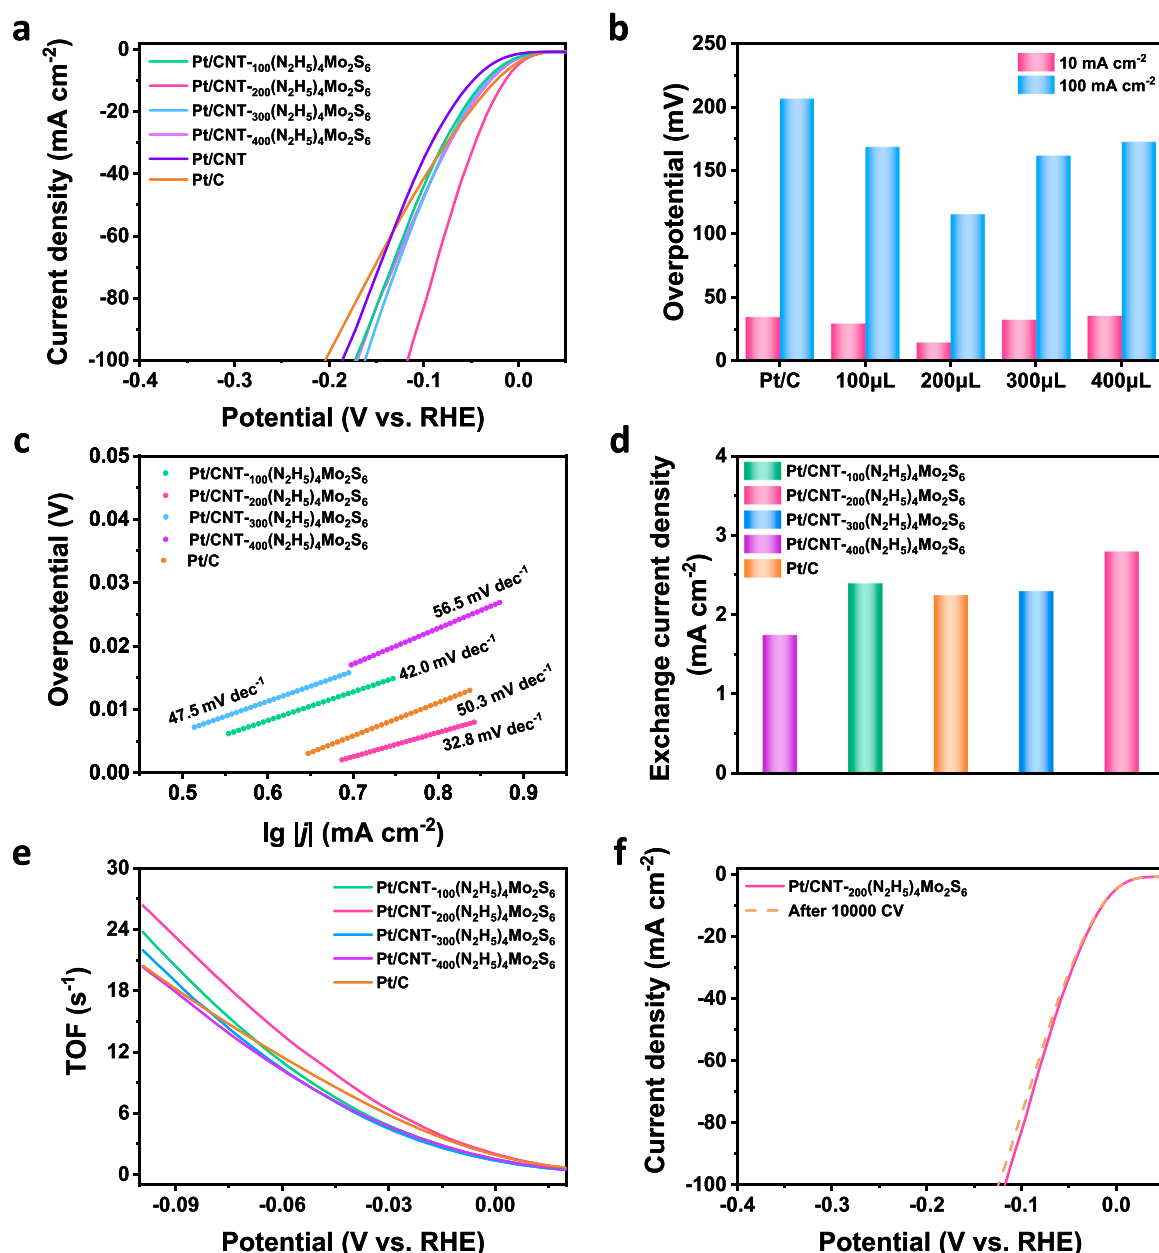 a
Current density (mA cm⁻²)
0
-20
-40
-60
-80
-100
Pt/CNT-₁₀₀(N₂H₅)₄Mo₂S₆
Pt/CNT-₂₀₀(N₂H₅)₄Mo₂S₆
Pt/CNT-₃₀₀(N₂H₅)₄Mo₂S₆
Pt/CNT-₄₀₀(N₂H₅)₄Mo₂S₆
Pt/CNT
Pt/C
-0.4 -0.3 -0.2 -0.1 0.0
Potential (V vs. RHE)
b
Overpotential (mV)
250
200
150
100
50
0
10 mA cm⁻²
100 mA cm⁻²
Pt/C 100μL 200μL 300μL 400μL
c
Overpotential (V)
0.05
0.04
0.03
0.02
0.01
0.00
Pt/CNT-₁₀₀(N₂H₅)₄Mo₂S₆
Pt/CNT-₂₀₀(N₂H₅)₄Mo₂S₆
Pt/CNT-₃₀₀(N₂H₅)₄Mo₂S₆
Pt/CNT-₄₀₀(N₂H₅)₄Mo₂S₆
Pt/C
56.5 mV dec⁻¹
42.0 mV dec⁻¹
47.5 mV dec⁻¹
50.3 mV dec⁻¹
32.8 mV dec⁻¹
0.5 0.6 0.7 0.8 0.9
lg |j| (mA cm⁻²)
d
Exchange current density
(mA cm⁻²)
4
3
2
1
0
Pt/CNT-₁₀₀(N₂H₅)₄Mo₂S₆
Pt/CNT-₂₀₀(N₂H₅)₄Mo₂S₆
Pt/CNT-₃₀₀(N₂H₅)₄Mo₂S₆
Pt/CNT-₄₀₀(N₂H₅)₄Mo₂S₆
Pt/C
e
TOF (s⁻¹)
30
24
18
12
6
0
Pt/CNT-₁₀₀(N₂H₅)₄Mo₂S₆
Pt/CNT-₂₀₀(N₂H₅)₄Mo₂S₆
Pt/CNT-₃₀₀(N₂H₅)₄Mo₂S₆
Pt/CNT-₄₀₀(N₂H₅)₄Mo₂S₆
Pt/C
-0.09 -0.06 -0.03 0.00
Potential (V vs. RHE)
f
Current density (mA cm⁻²)
0
-20
-40
-60
-80
-100
Pt/CNT-₂₀₀(N₂H₅)₄Mo₂S₆
After 10000 CV
-0.4 -0.3 -0.2 -0.1 0.0
Potential (V vs. RHE)